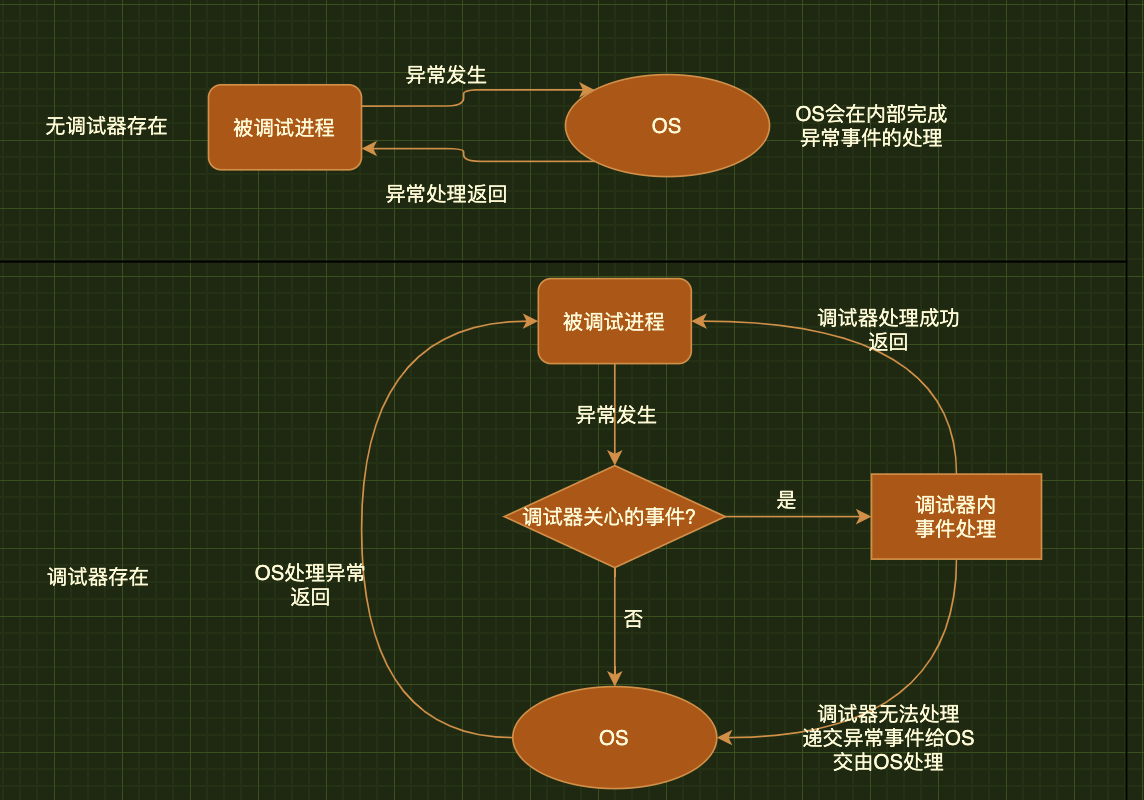 异常发生
无调试器存在
被调试进程
OS
OS会在内部完成
异常事件的处理
异常处理返回
被调试进程
调试器处理成功
返回
异常发生
调试器关心的事件?
是
调试器内
事件处理
调试器存在
OS处理异常
返回
否
OS
调试器无法处理
递交异常事件给OS
交由OS处理